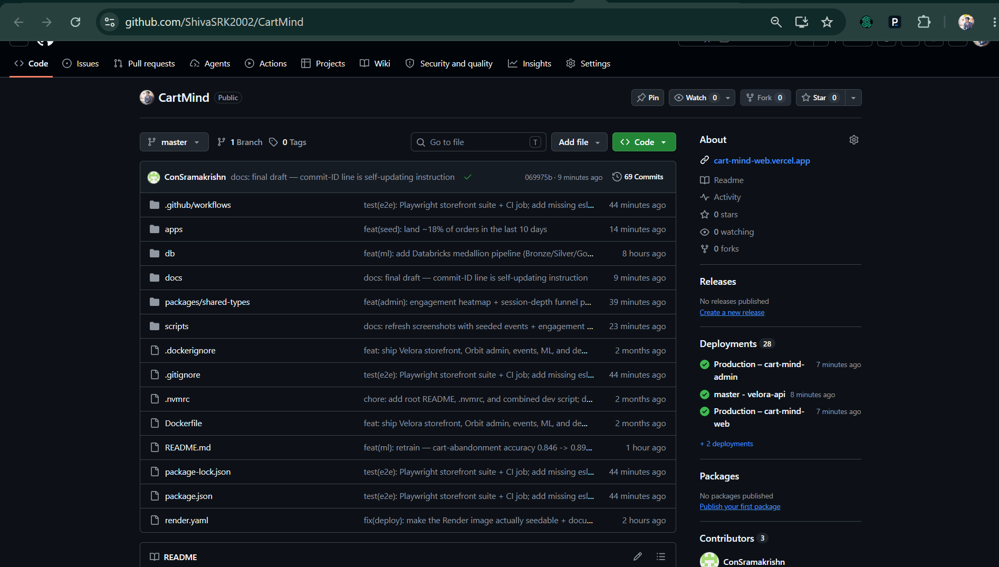 github.com/ShivaSRK2002/CartMind
Code Issues Pull requests Agents Actions Projects Wiki Security and quality Insights Settings
CartMind Public
Pin Watch 0 Fork 0 Star 0
master 1 Branch 0 Tags Go to file T Add file Code
ConSramakrishn docs: final draft — commit-ID line is self-updating instruction 069975b · 9 minutes ago 69 Commits
.github/workflows test(e2e): Playwright storefront suite + CI job; add missing esl... 44 minutes ago
apps feat(seed): land ~18% of orders in the last 10 days 14 minutes ago
db feat(ml): add Databricks medallion pipeline (Bronze/Silver/Go... 8 hours ago
docs docs: final draft — commit-ID line is self-updating instruction 9 minutes ago
packages/shared-types feat(admin): engagement heatmap + session-depth funnel p... 39 minutes ago
scripts docs: refresh screenshots with seeded events + engagement ... 23 minutes ago
.dockerignore feat: ship Velora storefront, Orbit admin, events, ML, and de... 2 months ago
.gitignore test(e2e): Playwright storefront suite + CI job; add missing esl... 44 minutes ago
.nvmrc chore: add root README, .nvmrc, and combined dev script; d... 2 months ago
Dockerfile feat: ship Velora storefront, Orbit admin, events, ML, and de... 2 months ago
README.md feat(ml): retrain — cart-abandonment accuracy 0.846 -> 0.89... 1 hour ago
package-lock.json test(e2e): Playwright storefront suite + CI job; add missing esl... 44 minutes ago
package.json test(e2e): Playwright storefront suite + CI job; add missing esl... 44 minutes ago
render.yaml fix(deploy): make the Render image actually seedable + docu... 2 hours ago
README
About
cart-mind-web.vercel.app
Readme
Activity
0 stars
0 watching
0 forks
Releases
No releases published
Create a new release
Deployments 28
Production – cart-mind-admin 7 minutes ago
master - velora-api 8 minutes ago
Production – cart-mind-web 7 minutes ago
+ 2 deployments
Packages
No packages published
Publish your first package
Contributors 3
ConSramakrishn